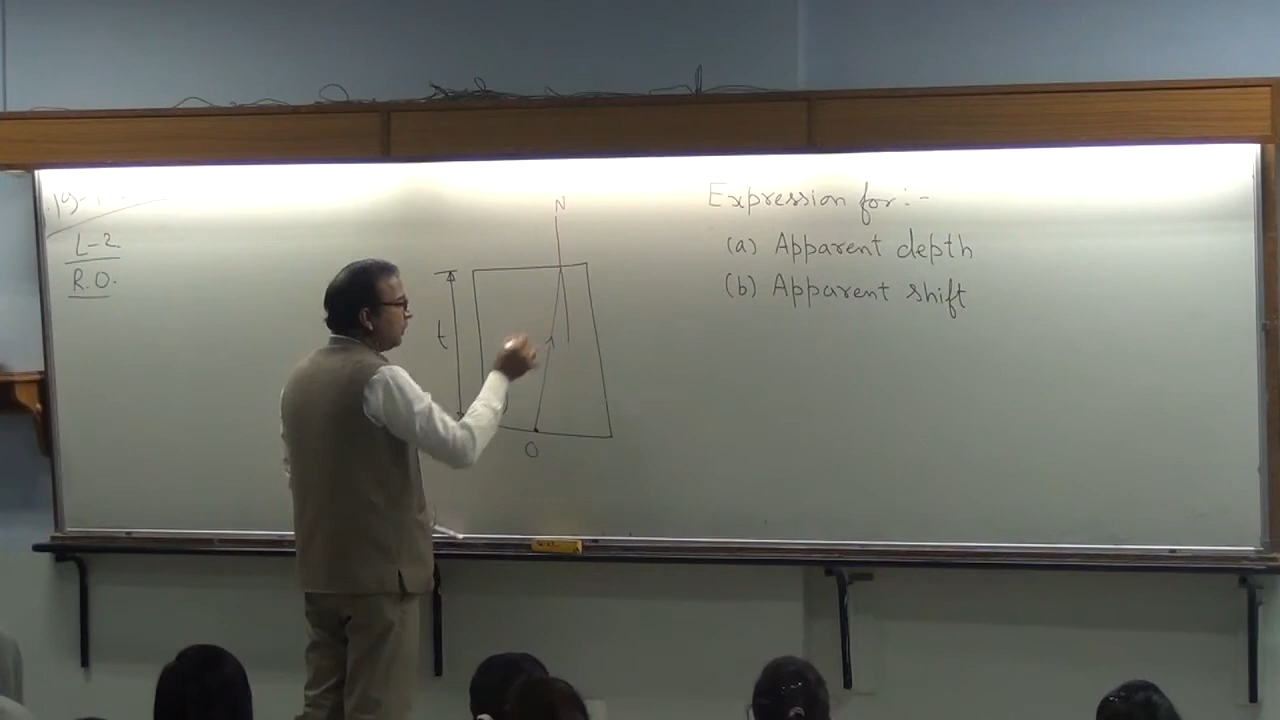 L-2
R.O.
N
t
O
Expression for:-
(a) Apparent depth
(b) Apparent shift